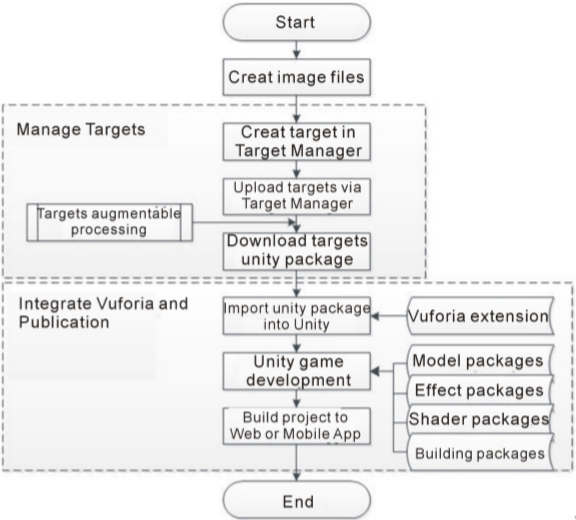 Start
Creat image files
Manage Targets
Creat target in
Target Manager
Upload targets via
Target Manager
Targets augmentable
processing
Download targets
unity package
Integrate Vuforia and
Publication
Import unity package
into Unity
Vuforia extension
Unity game
development
Model packages
Effect packages
Shader packages
Building packages
Build project to
Web or Mobile App
End